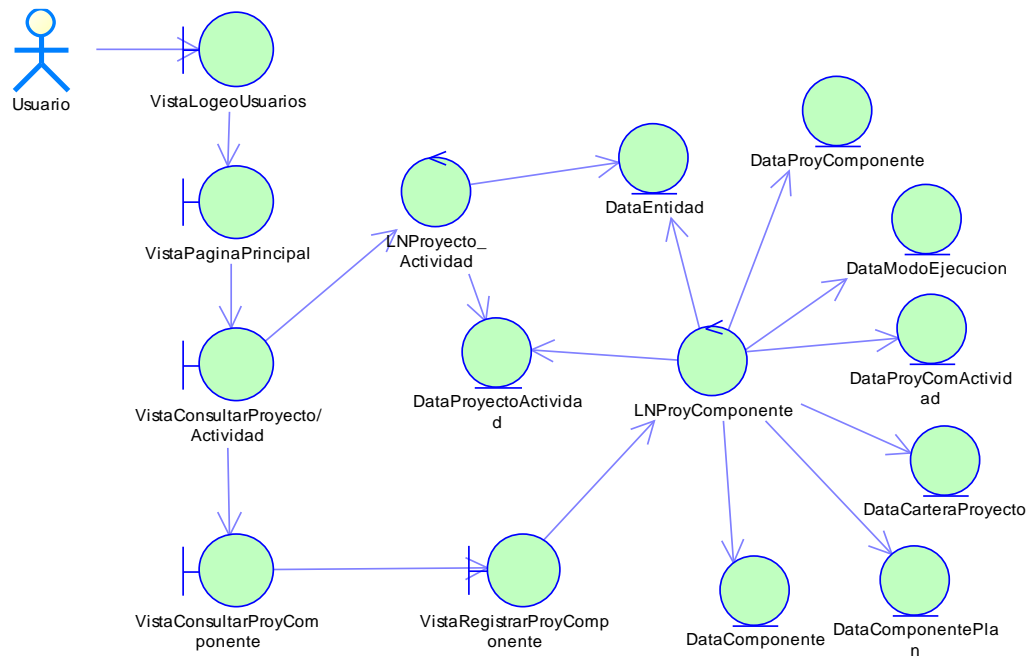 Usuario
VistaLogeoUsuarios
DataProyComponente
DataEntidad
LNProyecto_
Actividad
VistaPaginaPrincipal
DataModoEjecucion
DataProyComActivid
ad
VistaConsultarProyecto/
Actividad
DataProyectoActivida
d
LNProyComponente
DataCarteraProyecto
VistaConsultarProyCom
ponente
VistaRegistrarProyComp
onente
DataComponente
DataComponentePla
n